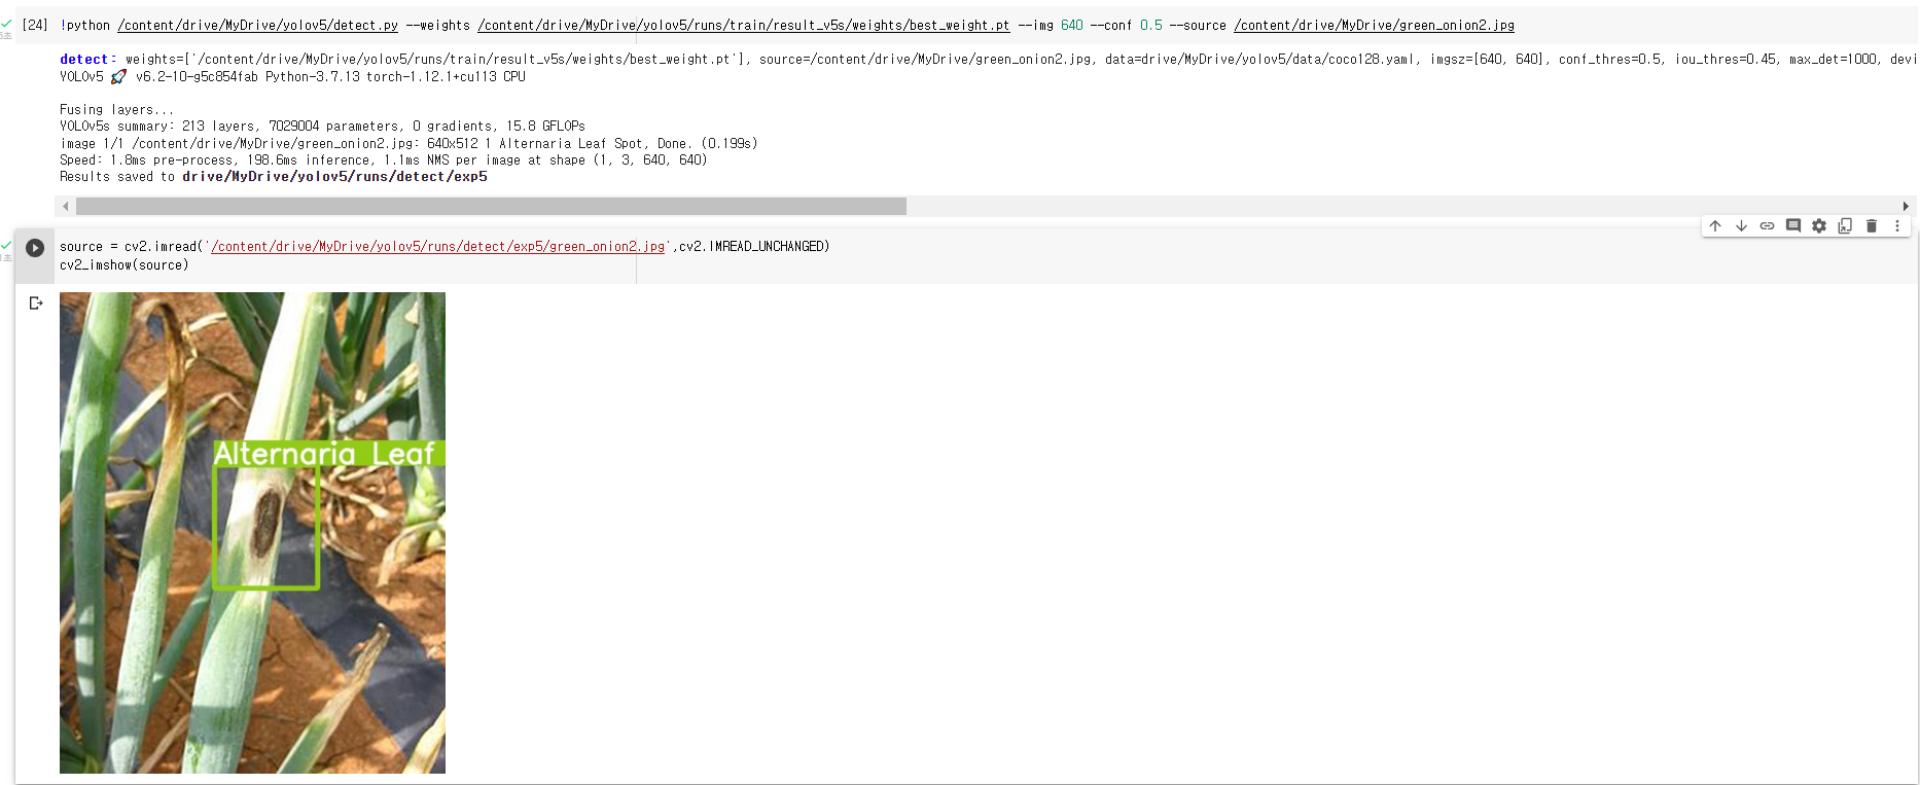 [24] !python /content/drive/MyDrive/yolov5/detect.py --weights /content/drive/MyDrive/yolov5/runs/train/result_v5s/weights/best_weight.pt --img 640 --conf 0.5 --source /content/drive/MyDrive/green_onion2.jpg
detect: weights=['/content/drive/MyDrive/yolov5/runs/train/result_v5s/weights/best_weight.pt'], source=/content/drive/MyDrive/green_onion2.jpg, data=drive/MyDrive/yolov5/data/coco128.yaml, imgsz=[640, 640], conf_thres=0.5, iou_thres=0.45, max_det=1000, devi
YOLOv5 🚀 v6.2-10-g5c854fab Python-3.7.13 torch-1.12.1+cu113 CPU
Fusing layers...
YOLOv5s summary: 213 layers, 7029004 parameters, 0 gradients, 15.8 GFLOPs
image 1/1 /content/drive/MyDrive/green_onion2.jpg: 640x512 1 Alternaria Leaf Spot, Done. (0.199s)
Speed: 1.8ms pre-process, 198.6ms inference, 1.1ms NMS per image at shape (1, 3, 640, 640)
Results saved to drive/MyDrive/yolov5/runs/detect/exp5
source = cv2.imread('/content/drive/MyDrive/yolov5/runs/detect/exp5/green_onion2.jpg',cv2.IMREAD_UNCHANGED)
cv2_imshow(source)
Alternaria Leaf